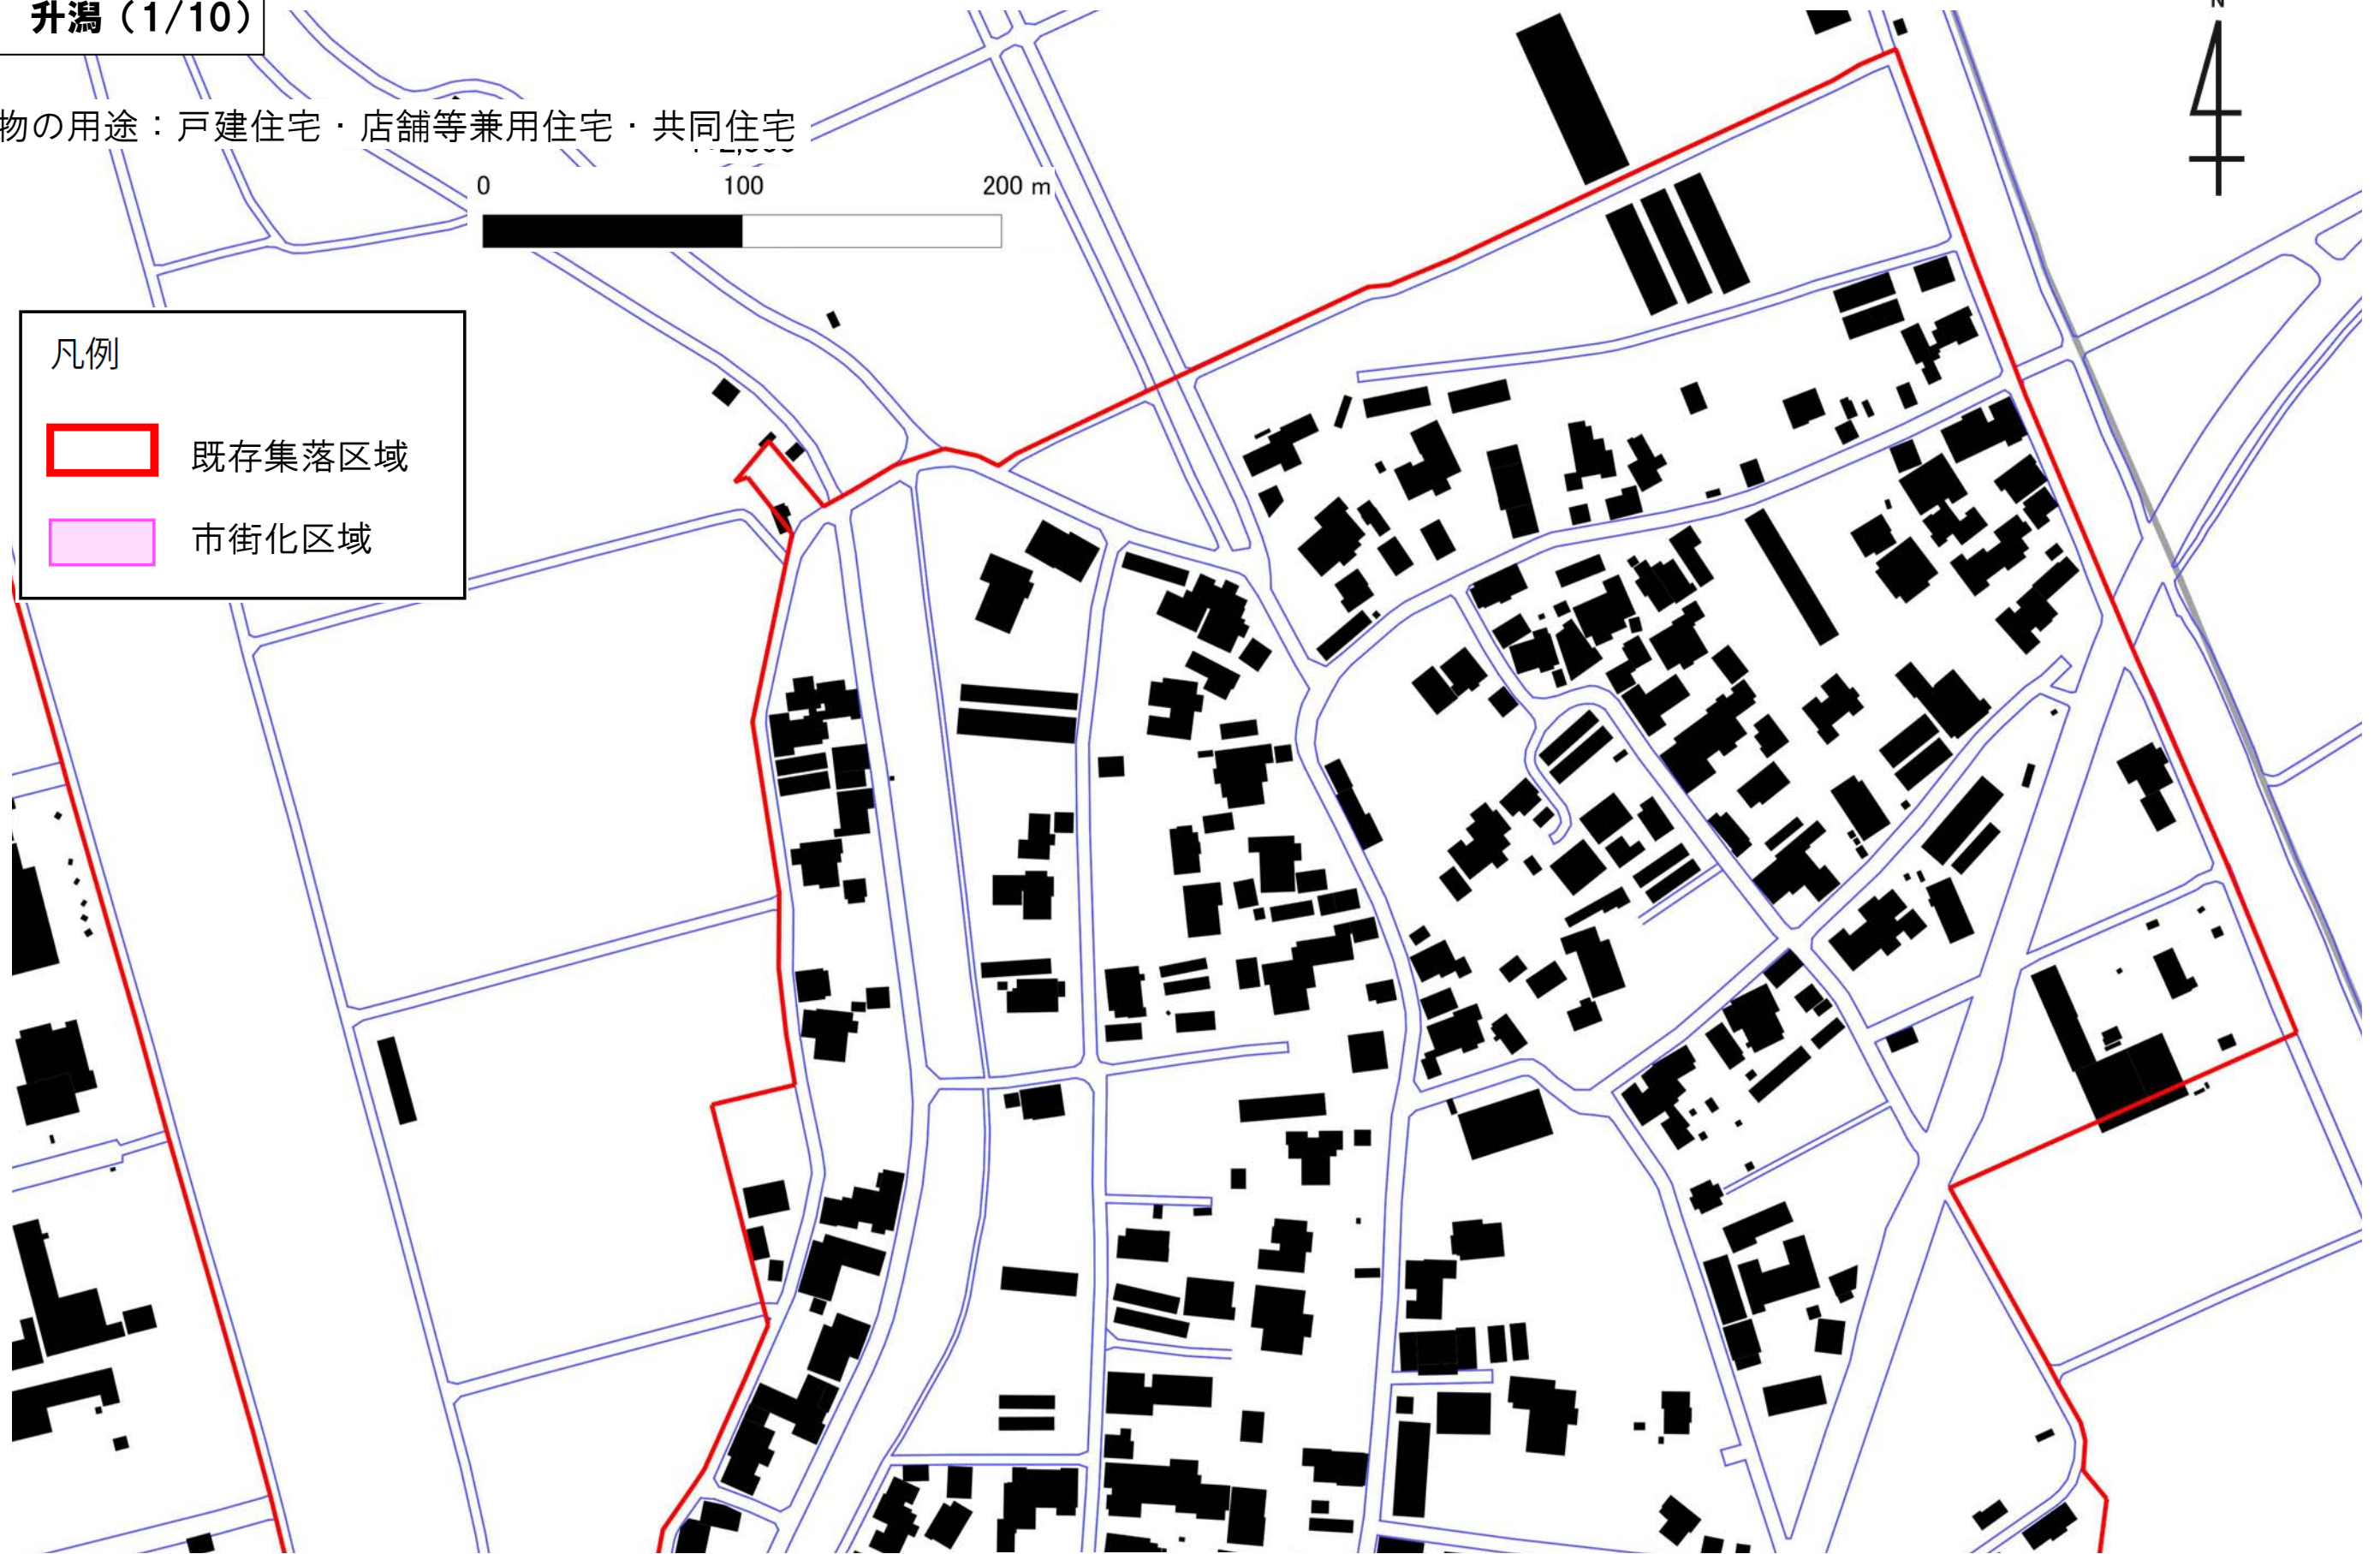 升潟（1/10）
N
物の用途：戸建住宅・店舗等兼用住宅・共同住宅
0 100 200 m
凡例
既存集落区域
市街化区域